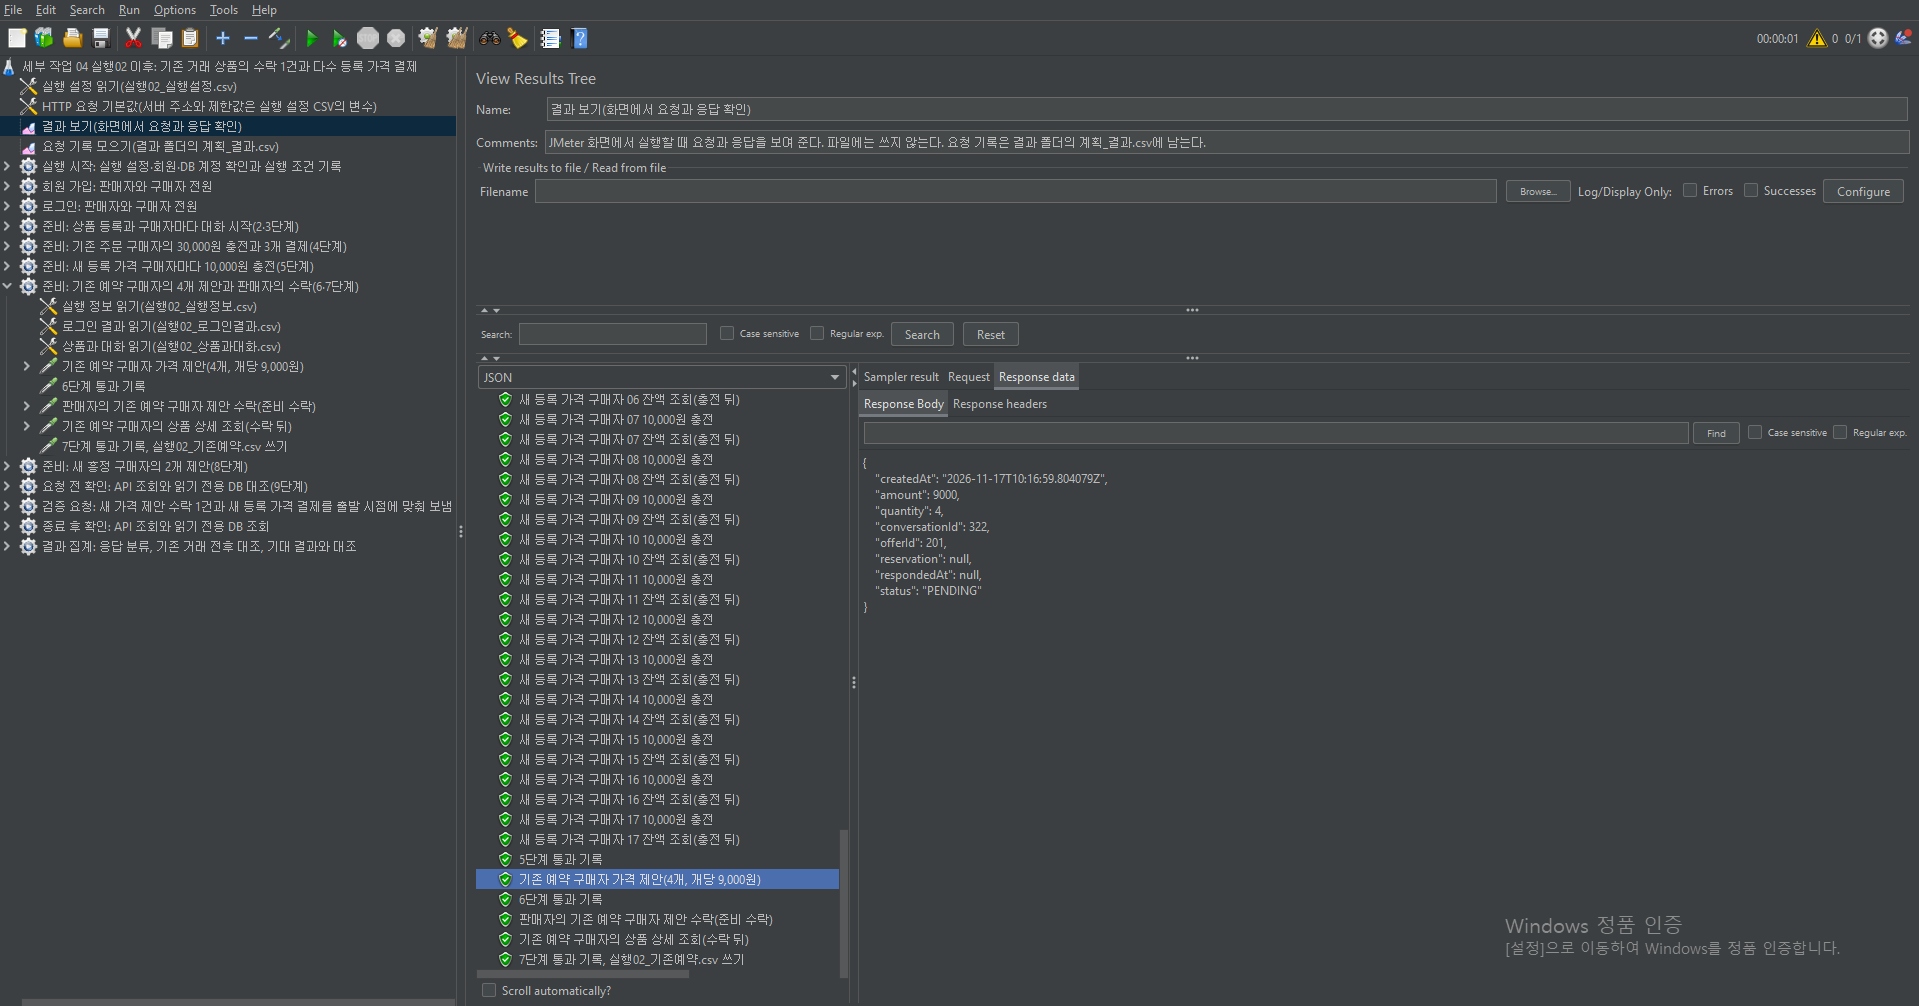 File Edit Search Run Options Tools Help
00:00:01 0 0/1
세부 작업 04 실행02 이후: 기존 거래 상품의 수락 1건과 다수 등록 가격 결제
실행 설정 읽기(실행02_실행설정.csv)
HTTP 요청 기본값(서버 주소와 제한값은 실행 설정 CSV의 변수)
결과 보기(화면에서 요청과 응답 확인)
요청 기록 모으기(결과 폴더의 계획_결과.csv)
실행 시작: 실행 설정·회원·DB 계정 확인과 실행 조건 기록
회원 가입: 판매자와 구매자 전원
로그인: 판매자와 구매자 전원
준비: 상품 등록과 구매자마다 대화 시작(2·3단계)
준비: 기존 주문 구매자의 30,000원 충전과 3개 결제(4단계)
준비: 새 등록 가격 구매자마다 10,000원 충전(5단계)
준비: 기존 예약 구매자의 4개 제안과 판매자의 수락(6·7단계)
실행 정보 읽기(실행02_실행정보.csv)
로그인 결과 읽기(실행02_로그인결과.csv)
상품과 대화 읽기(실행02_상품과대화.csv)
기존 예약 구매자 가격 제안(4개, 개당 9,000원)
6단계 통과 기록
판매자의 기존 예약 구매자 제안 수락(준비 수락)
기존 예약 구매자의 상품 상세 조회(수락 뒤)
7단계 통과 기록, 실행02_기존예약.csv 쓰기
준비: 새 흥정 구매자의 2개 제안(8단계)
요청 전 확인: API 조회와 읽기 전용 DB 대조(9단계)
검증 요청: 새 가격 제안 수락 1건과 새 등록 가격 결제를 출발 시점에 맞춰 보냄
종료 후 확인: API 조회와 읽기 전용 DB 조회
결과 집계: 응답 분류, 기존 거래 전후 대조, 기대 결과와 대조
View Results Tree
Name: 결과 보기(화면에서 요청과 응답 확인)
Comments: JMeter 화면에서 실행할 때 요청과 응답을 보여 준다. 파일에는 쓰지 않는다. 요청 기록은 결과 폴더의 계획_결과.csv에 남는다.
Write results to file / Read from file
Filename Browse... Log/Display Only: Errors Successes Configure
Search: Case sensitive Regular exp. Search Reset
JSON
새 등록 가격 구매자 06 잔액 조회(충전 뒤)
새 등록 가격 구매자 07 10,000원 충전
새 등록 가격 구매자 07 잔액 조회(충전 뒤)
새 등록 가격 구매자 08 10,000원 충전
새 등록 가격 구매자 08 잔액 조회(충전 뒤)
새 등록 가격 구매자 09 10,000원 충전
새 등록 가격 구매자 09 잔액 조회(충전 뒤)
새 등록 가격 구매자 10 10,000원 충전
새 등록 가격 구매자 10 잔액 조회(충전 뒤)
새 등록 가격 구매자 11 10,000원 충전
새 등록 가격 구매자 11 잔액 조회(충전 뒤)
새 등록 가격 구매자 12 10,000원 충전
새 등록 가격 구매자 12 잔액 조회(충전 뒤)
새 등록 가격 구매자 13 10,000원 충전
새 등록 가격 구매자 13 잔액 조회(충전 뒤)
새 등록 가격 구매자 14 10,000원 충전
새 등록 가격 구매자 14 잔액 조회(충전 뒤)
새 등록 가격 구매자 15 10,000원 충전
새 등록 가격 구매자 15 잔액 조회(충전 뒤)
새 등록 가격 구매자 16 10,000원 충전
새 등록 가격 구매자 16 잔액 조회(충전 뒤)
새 등록 가격 구매자 17 10,000원 충전
새 등록 가격 구매자 17 잔액 조회(충전 뒤)
5단계 통과 기록
기존 예약 구매자 가격 제안(4개, 개당 9,000원)
6단계 통과 기록
판매자의 기존 예약 구매자 제안 수락(준비 수락)
기존 예약 구매자의 상품 상세 조회(수락 뒤)
7단계 통과 기록, 실행02_기존예약.csv 쓰기
Scroll automatically?
Sampler result Request Response data
Response Body Response headers
Find Case sensitive Regular exp.
{
"createdAt": "2026-11-17T10:16:59.804079Z",
"amount": 9000,
"quantity": 4,
"conversationId": 322,
"offerId": 201,
"reservation": null,
"respondedAt": null,
"status": "PENDING"
}
Windows 정품 인증
[설정]으로 이동하여 Windows를 정품 인증합니다.